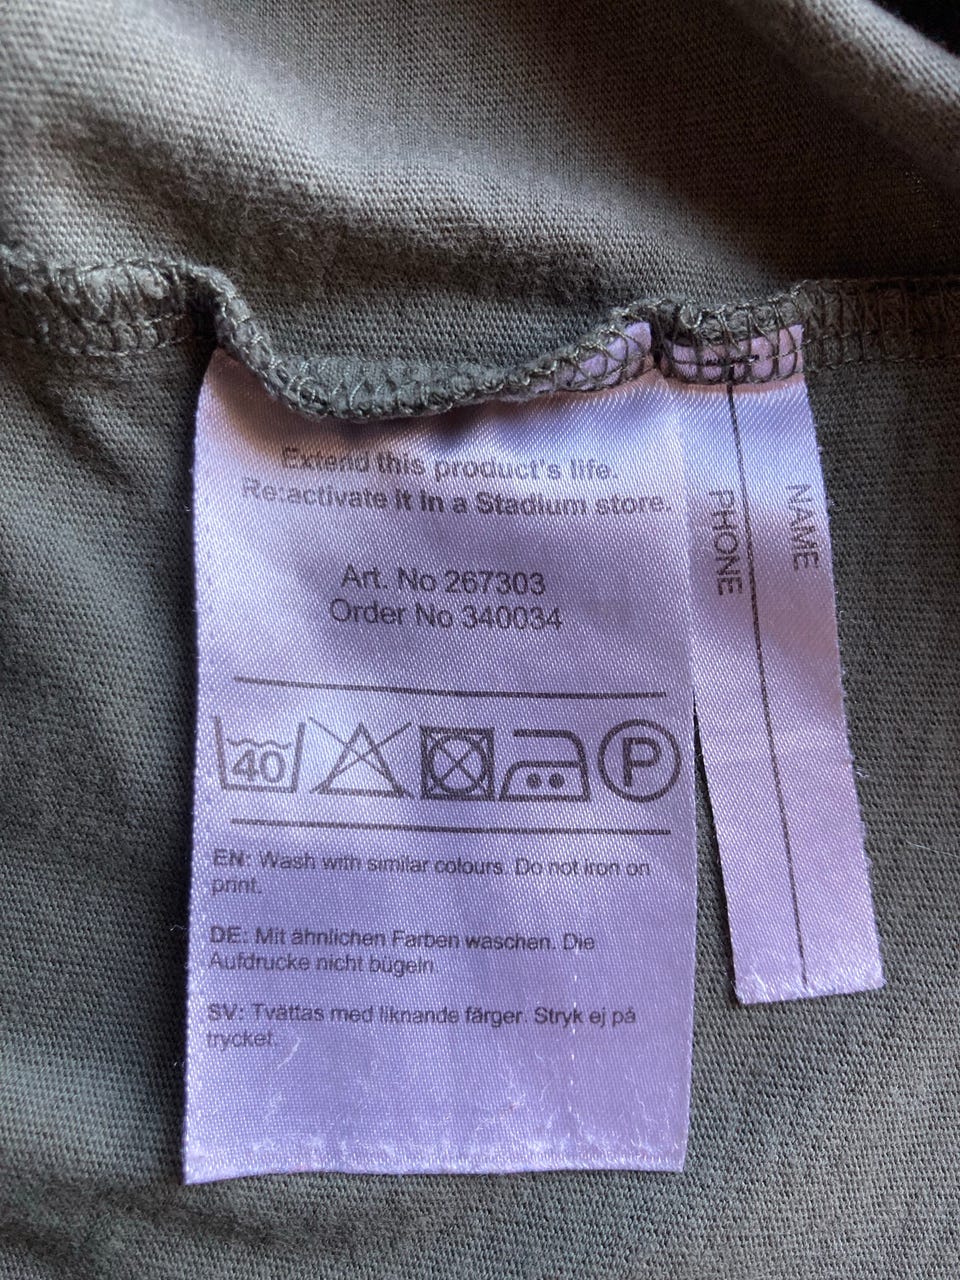 Extend this product's life.
Re:activate it in a Stadium store.
Art. No 267303
Order No 340034
40
P
EN: Wash with similar colours. Do not iron on
print.
DE: Mit ähnlichen Farben waschen. Die
Aufdrucke nicht bügeln.
SV: Tvättas med liknande färger. Stryk ej på
trycket.
NAME
PHONE